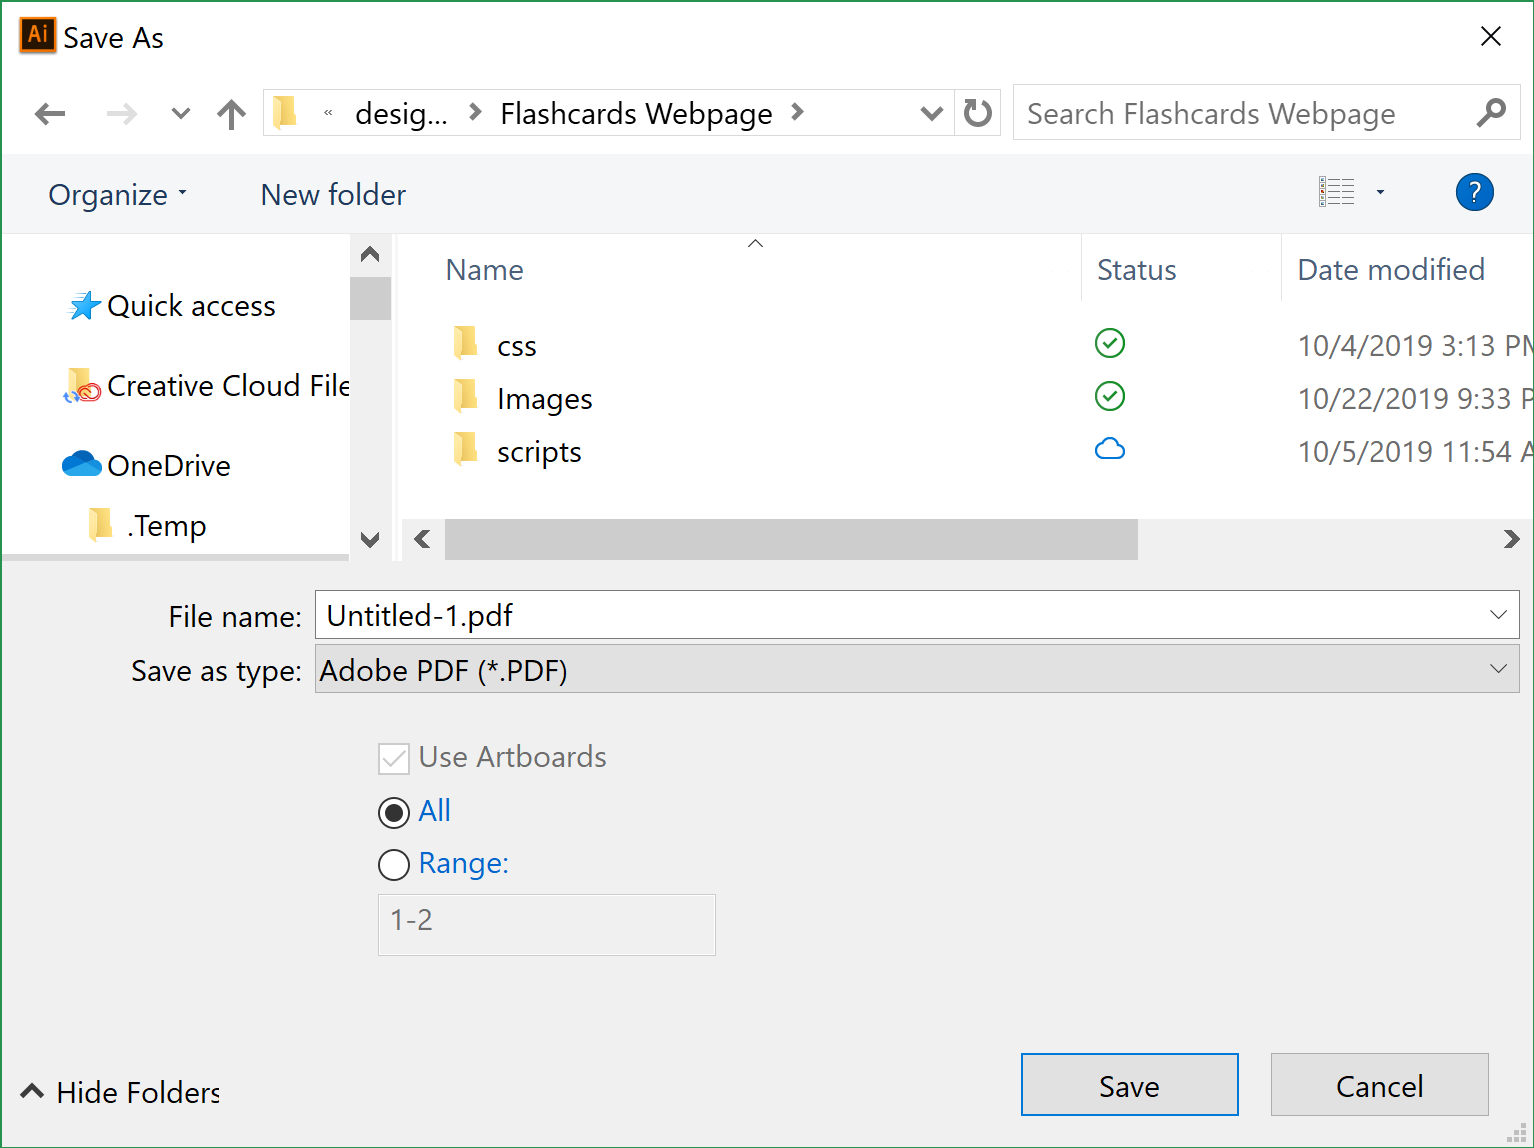 Ai Save As
« desig... Flashcards Webpage Search Flashcards Webpage
Organize New folder ?
Name Status Date modified
Quick access
Creative Cloud File
OneDrive
.Temp
css 10/4/2019 3:13 PM
Images 10/22/2019 9:33 P
scripts 10/5/2019 11:54 A
File name: Untitled-1.pdf
Save as type: Adobe PDF (*.PDF)
Use Artboards
All
Range:
1-2
Hide Folders Save Cancel